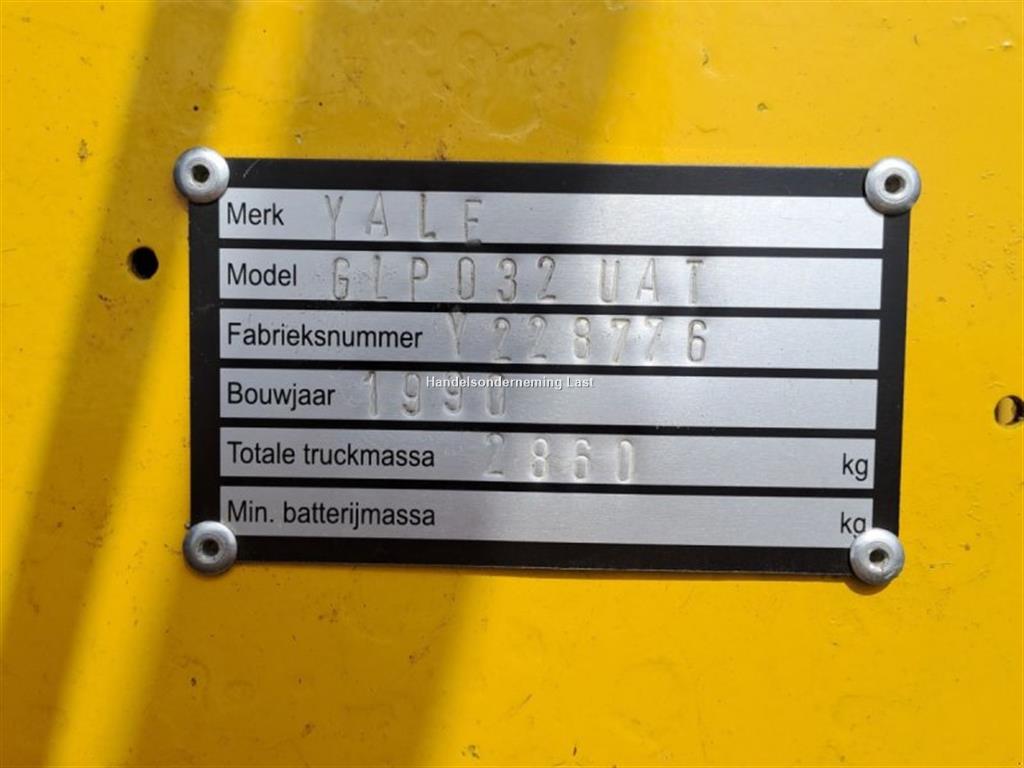 Merk YALE
Model GLP032 UAT
Fabrieksnummer Y228776
Bouwjaar 1990
Handelsonderneming Last
Totale truckmassa 2860 kg
Min. batterijmassa kg